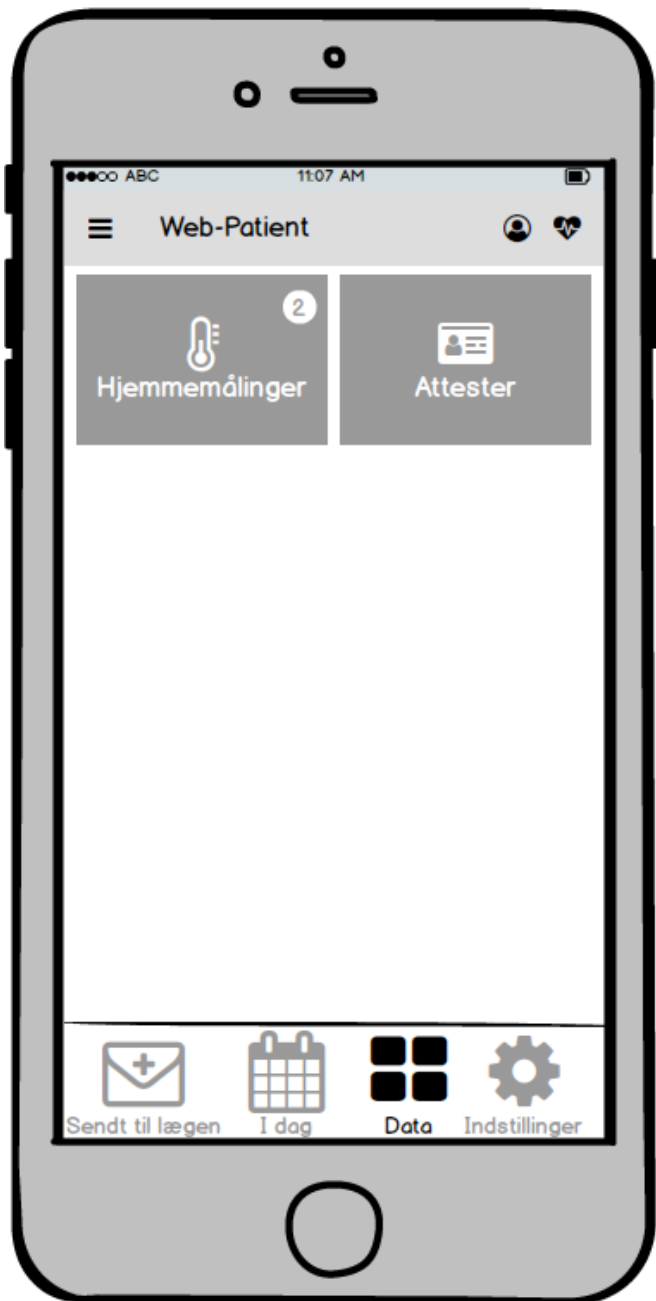 ABC 11:07 AM
Web-Patient
2
Hjemmemålinger Attester
Sendt til lægen I dag Data Indstillinger